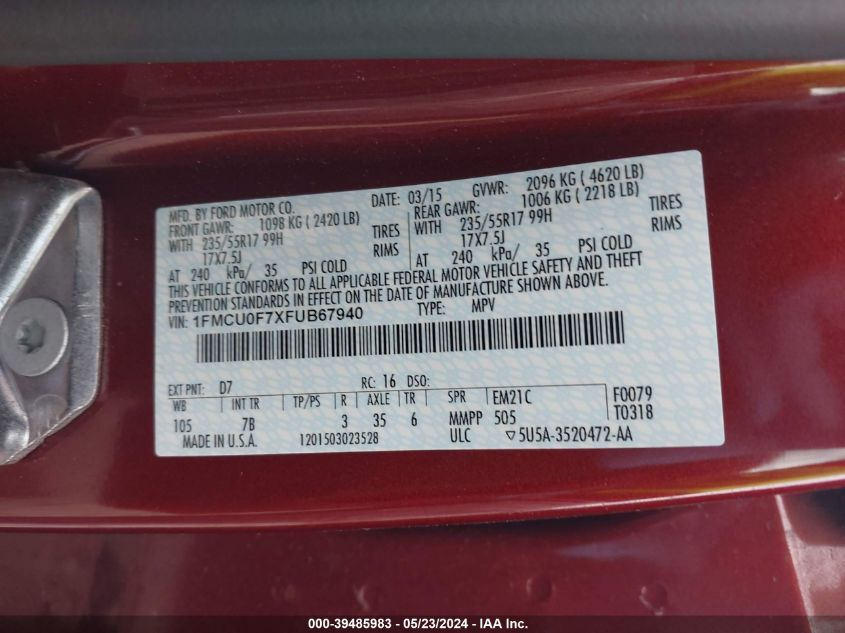 MFD. BY FORD MOTOR CO. DATE: 03/15 GVWR: 2096 KG ( 4620 LB)
FRONT GAWR: 1098 KG ( 2420 LB) REAR GAWR: 1006 KG ( 2218 LB)
WITH 235/55R17 99H TIRES WITH 235/55R17 99H TIRES
17X7.5J RIMS 17X7.5J RIMS
AT 240 kPa/ 35 PSI COLD AT 240 kPa/ 35 PSI COLD
THIS VEHICLE CONFORMS TO ALL APPLICABLE FEDERAL MOTOR VEHICLE SAFETY AND THEFT
PREVENTION STANDARDS IN EFFECT ON THE DATE OF MANUFACTURE SHOWN ABOVE.
VIN: 1FMCU0F7XFUB67940 TYPE: MPV
EXT PNT: D7 RC: 16 DSO:
WB INT TR TP/PS R AXLE TR SPR EM21C F0079
105 7B 3 35 6 MMPP 505 T0318
MADE IN U.S.A. 1201503023528 ULC ▽5U5A-3520472-AA
000-39485983 - 05/23/2024 - IAA Inc.